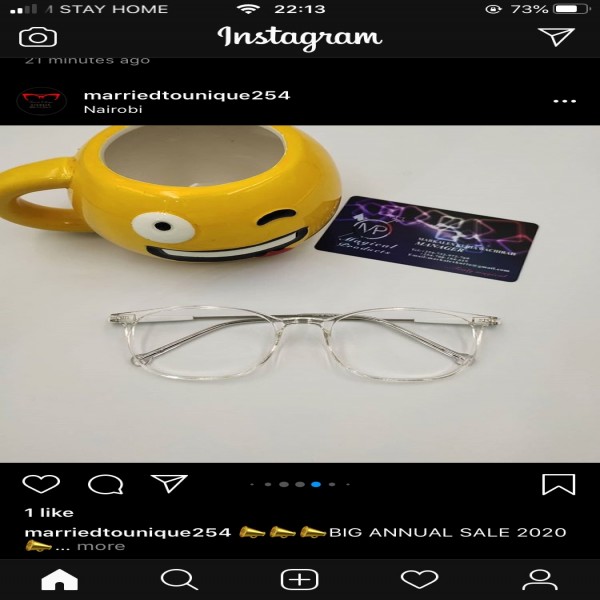 STAY HOME 22:13 73%
Instagram
21 minutes ago
marriedtounique254
Nairobi
MP
Magical
Products
MANAGER
1 like
marriedtounique254 BIG ANNUAL SALE 2020
... more